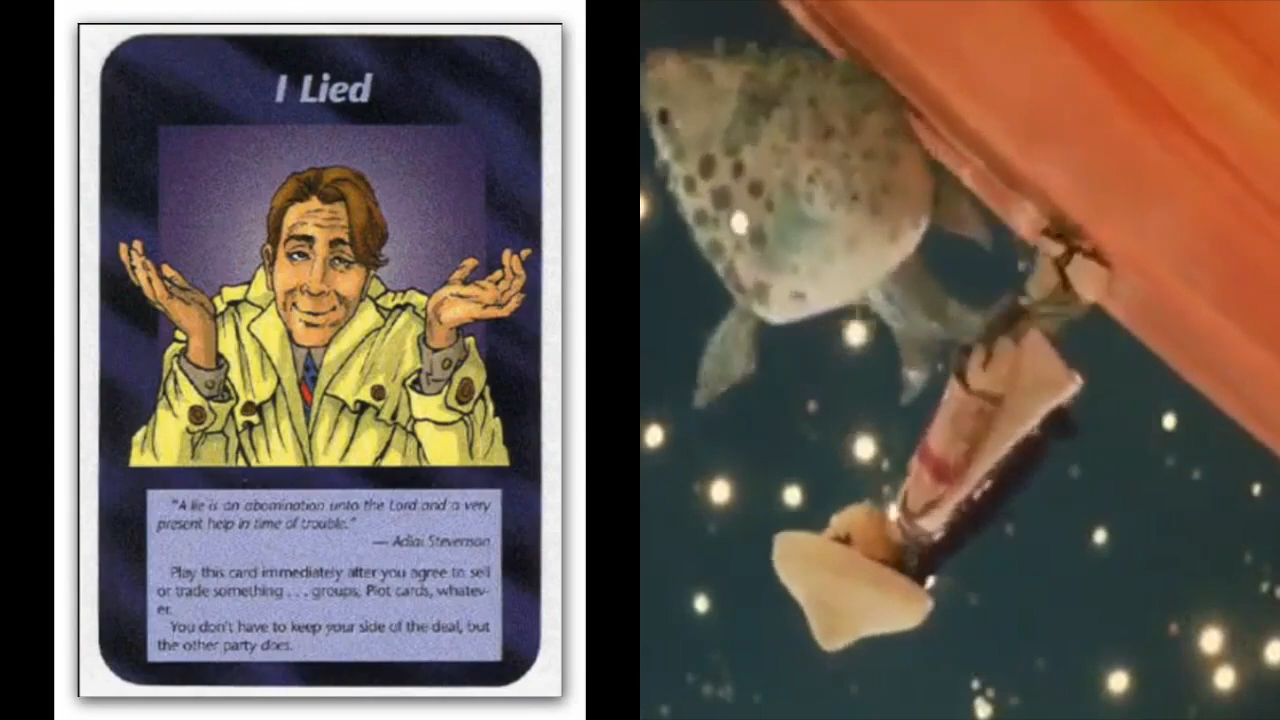 I Lied
"A lie is an abomination unto the Lord and a very
present help in time of trouble."
— Adlai Stevenson
Play this card immediately after you agree to sell
or trade something . . . groups, Plot cards, whatev-
er.
You don't have to keep your side of the deal, but
the other party does.